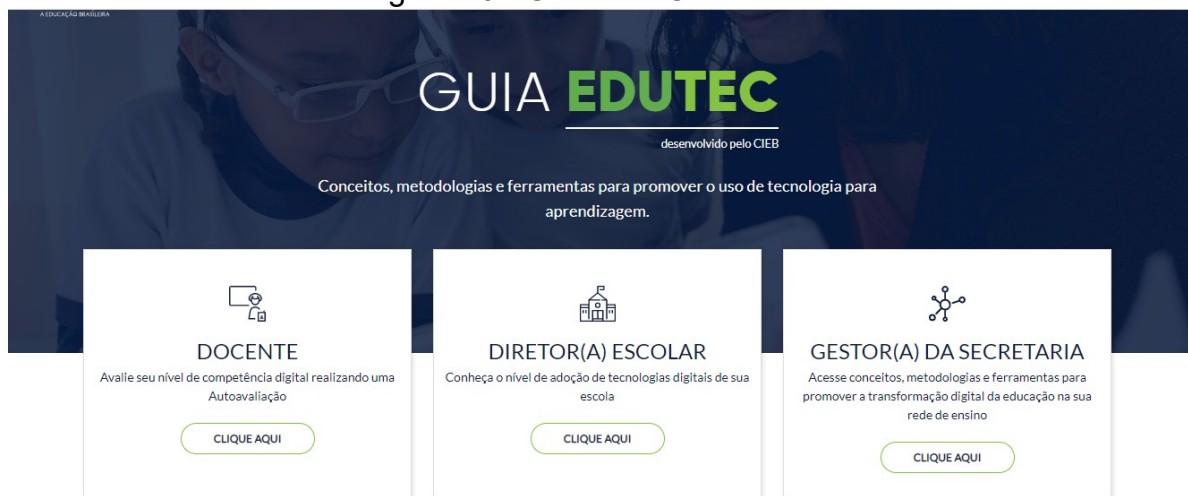 A EDUCAÇÃO BRASILEIRA
GUIA EDUTEC
desenvolvido pelo CIEB
Conceitos, metodologias e ferramentas para promover o uso de tecnologia para
aprendizagem.
DOCENTE
Avalie seu nível de competência digital realizando uma
Autoavaliação
CLIQUE AQUI
DIRETOR(A) ESCOLAR
Conheça o nível de adoção de tecnologias digitais de sua
escola
CLIQUE AQUI
GESTOR(A) DA SECRETARIA
Acesse conceitos, metodologias e ferramentas para
promover a transformação digital da educação na sua
rede de ensino
CLIQUE AQUI